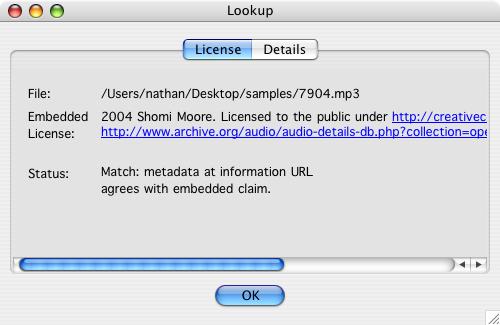 Lookup
License Details
File: /Users/nathan/Desktop/samples/7904.mp3
Embedded 2004 Shomi Moore. Licensed to the public under http://creativec
License: http://www.archive.org/audio/audio-details-db.php?collection=ope
Status: Match: metadata at information URL
agrees with embedded claim.
OK